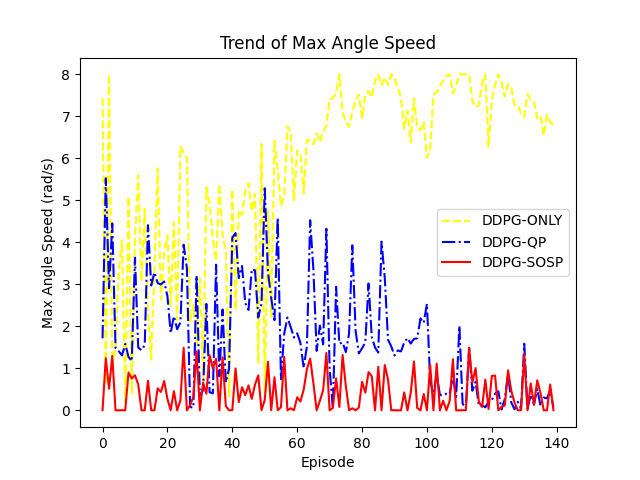 Trend of Max Angle Speed
Max Angle Speed (rad/s)
8
7
6
5
4
3
2
1
0
DDPG-ONLY
DDPG-QP
DDPG-SOSP
0 20 40 60 80 100 120 140
Episode